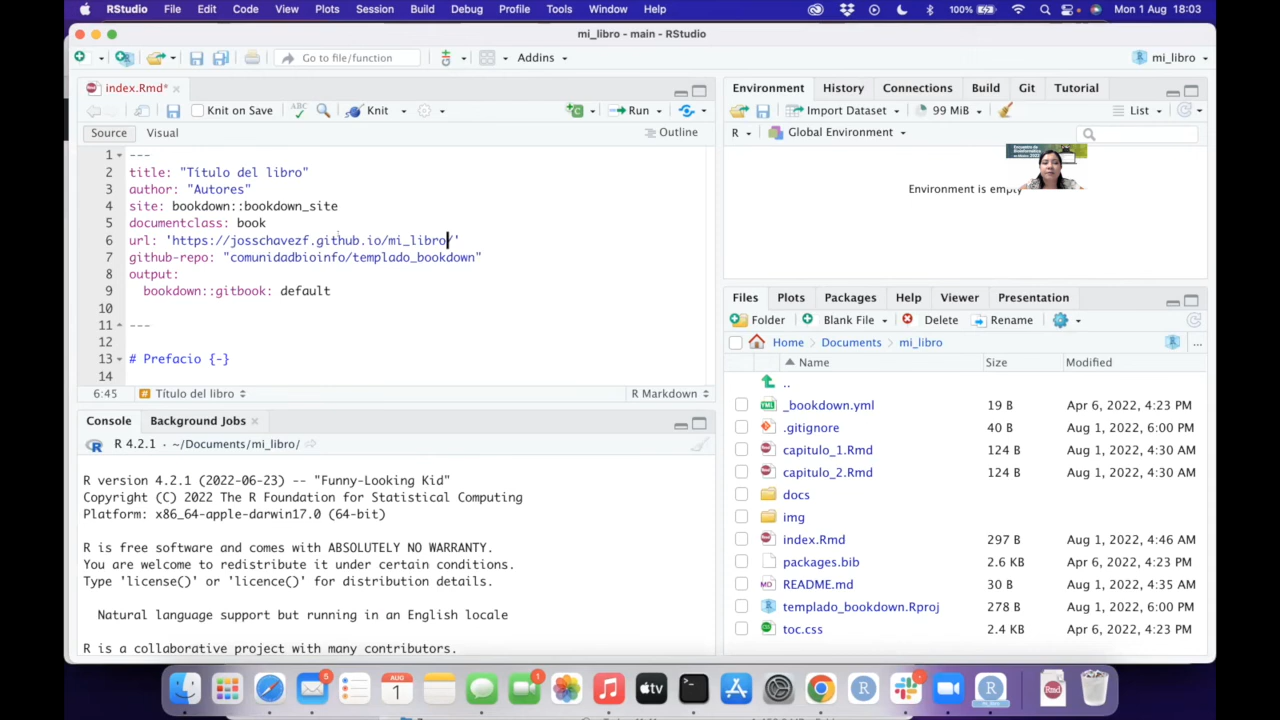 RStudio File Edit Code View Plots Session Build Debug Profile Tools Window Help 100% Mon 1 Aug 18:03
mi_libro - main - RStudio
Go to file/function Addins mi_libro
index.Rmd*
Knit on Save ABC Knit Run
Source Visual Outline
1 ---
2 title: "Título del libro"
3 author: "Autores"
4 site: bookdown::bookdown_site
5 documentclass: book
6 url: 'https://josschavezf.github.io/mi_libro/'
7 github-repo: "comunidadbioinfo/templado_bookdown"
8 output:
9 bookdown::gitbook: default
10
11 ---
12
13 # Prefacio {-}
14
6:45 # Título del libro R Markdown
Console Background Jobs
R 4.2.1 · ~/Documents/mi_libro/
R version 4.2.1 (2022-06-23) -- "Funny-Looking Kid"
Copyright (C) 2022 The R Foundation for Statistical Computing
Platform: x86_64-apple-darwin17.0 (64-bit)
R is free software and comes with ABSOLUTELY NO WARRANTY.
You are welcome to redistribute it under certain conditions.
Type 'license()' or 'licence()' for distribution details.
Natural language support but running in an English locale
R is a collaborative project with many contributors.
Environment History Connections Build Git Tutorial
Import Dataset 99 MiB List
R Global Environment
Environment is empty
Files Plots Packages Help Viewer Presentation
Folder Blank File Delete Rename
Home Documents mi_libro ...
Name Size Modified
..
_bookdown.yml 19 B Apr 6, 2022, 4:23 PM
.gitignore 40 B Aug 1, 2022, 6:00 PM
capitulo_1.Rmd 124 B Aug 1, 2022, 4:30 AM
capitulo_2.Rmd 124 B Aug 1, 2022, 4:30 AM
docs
img
index.Rmd 297 B Aug 1, 2022, 4:46 AM
packages.bib 2.6 KB Apr 6, 2022, 4:23 PM
README.md 30 B Aug 1, 2022, 4:35 AM
templado_bookdown.Rproj 278 B Aug 1, 2022, 6:00 PM
toc.css 2.4 KB Apr 6, 2022, 4:23 PM
5 AUG 1 1 tv R R Rmd